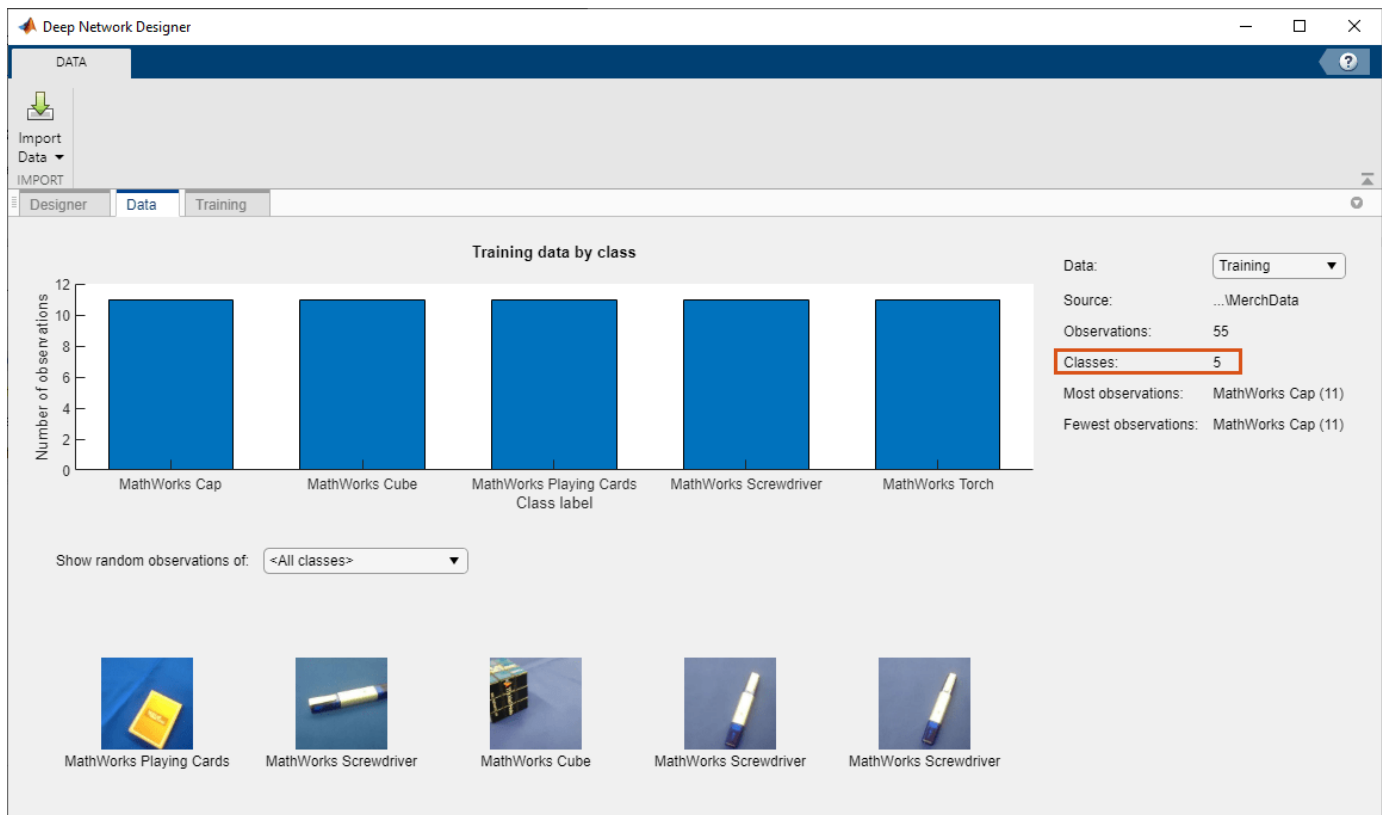 Deep Network Designer
DATA
?
Import
Data
IMPORT
Designer Data Training
Training data by class
Number of observations
12
10
8
6
4
2
0
MathWorks Cap MathWorks Cube MathWorks Playing Cards MathWorks Screwdriver MathWorks Torch
Class label
Data: Training
Source: ...\MerchData
Observations: 55
Classes: 5
Most observations: MathWorks Cap (11)
Fewest observations: MathWorks Cap (11)
Show random observations of: <All classes>
MathWorks Playing Cards MathWorks Screwdriver MathWorks Cube MathWorks Screwdriver MathWorks Screwdriver